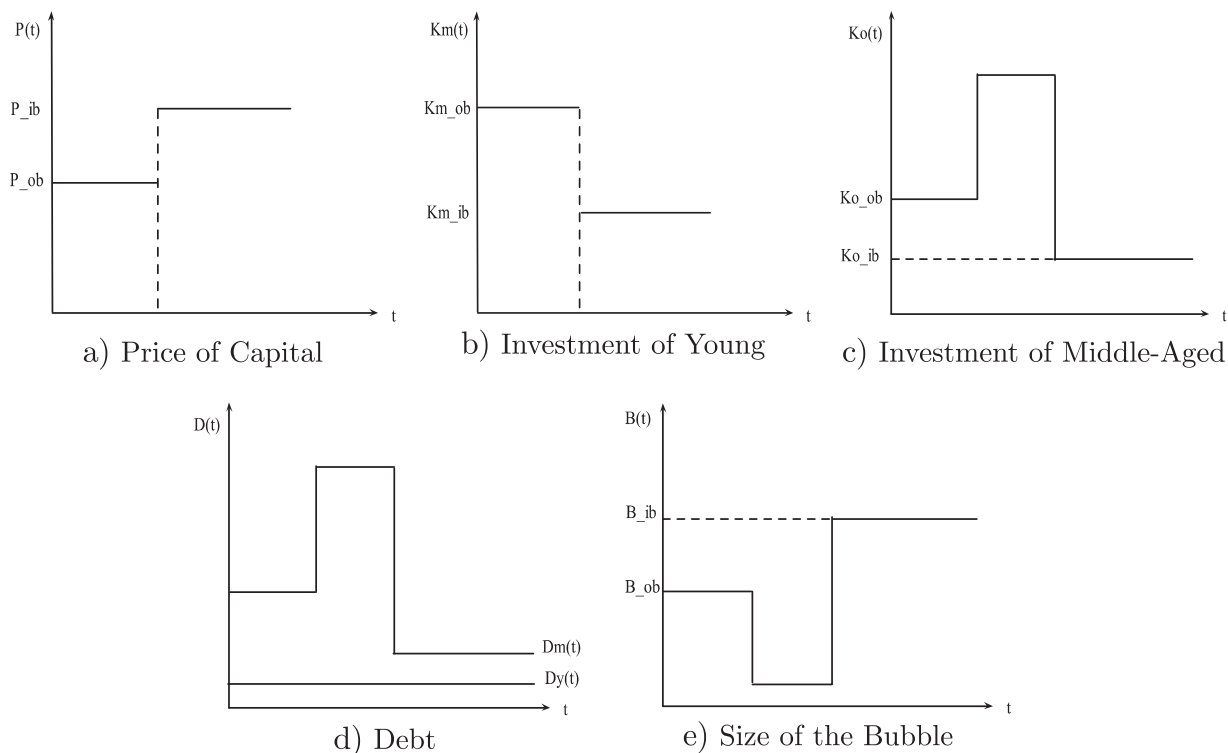 P(t)
P_ib
P_ob
t
a) Price of Capital
Km(t)
Km_ob
Km_ib
t
b) Investment of Young
Ko(t)
Ko_ob
Ko_ib
t
c) Investment of Middle-Aged
D(t)
Dm(t)
Dy(t)
t
d) Debt
B(t)
B_ib
B_ob
t
e) Size of the Bubble